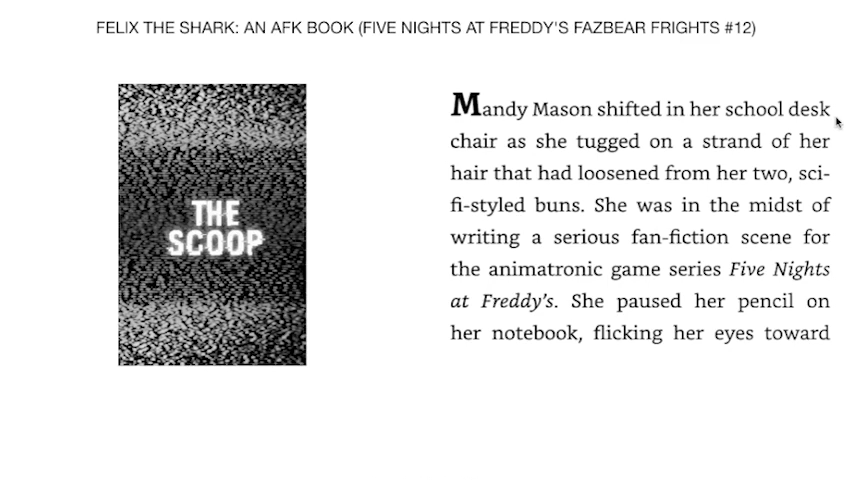 FELIX THE SHARK: AN AFK BOOK (FIVE NIGHTS AT FREDDY'S FAZBEAR FRIGHTS #12)
THE
SCOOP
Mandy Mason shifted in her school desk
chair as she tugged on a strand of her
hair that had loosened from her two, sci-
fi-styled buns. She was in the midst of
writing a serious fan-fiction scene for
the animatronic game series Five Nights
at Freddy’s. She paused her pencil on
her notebook, flicking her eyes toward